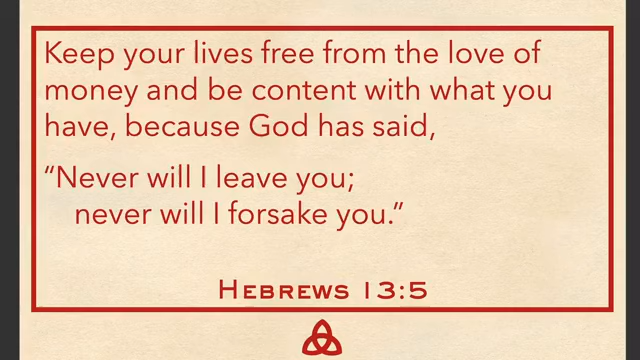 Keep your lives free from the love of
money and be content with what you
have, because God has said,
“Never will I leave you;
never will I forsake you.”
HEBREWS 13:5